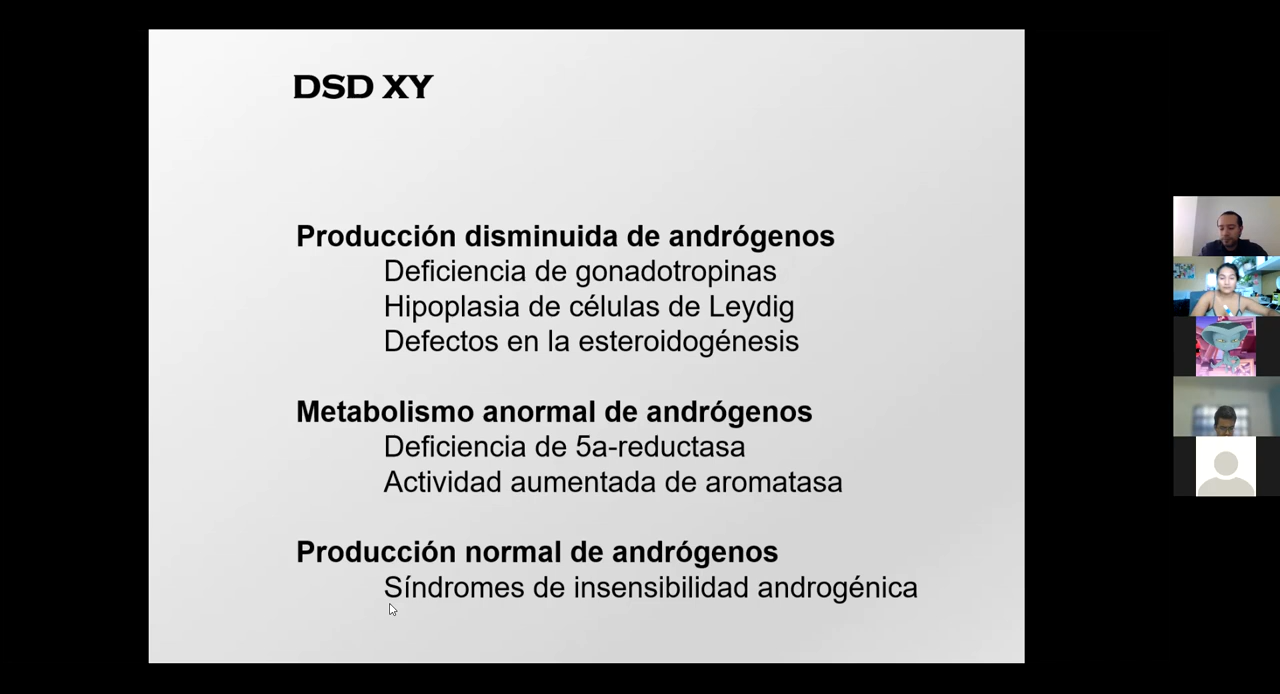 DSD XY
Producción disminuida de andrógenos
Deficiencia de gonadotropinas
Hipoplasia de células de Leydig
Defectos en la esteroidogénesis
Metabolismo anormal de andrógenos
Deficiencia de 5a-reductasa
Actividad aumentada de aromatasa
Producción normal de andrógenos
Síndromes de insensibilidad androgénica